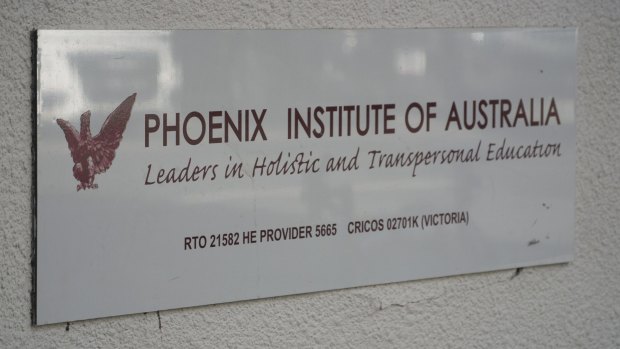 PHOENIX INSTITUTE OF AUSTRALIA
Leaders in Holistic and Transpersonal Education
RTO 21582 HE PROVIDER 5665 CRICOS 02701K (VICTORIA)